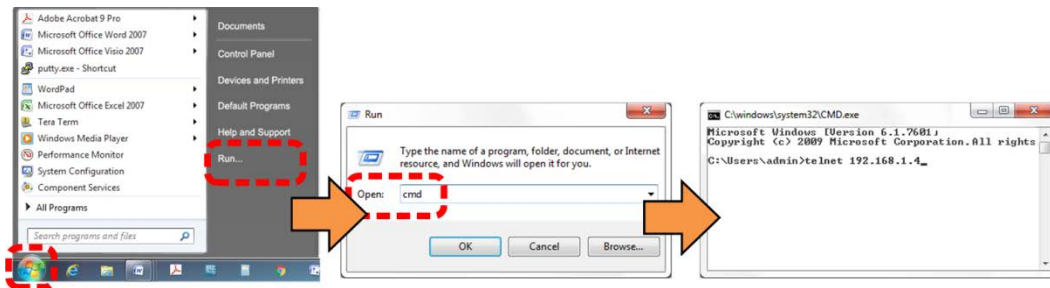 Adobe Acrobat 9 Pro
Microsoft Office Word 2007
Microsoft Office Visio 2007
putty.exe - Shortcut
WordPad
Microsoft Office Excel 2007
Tera Term
Windows Media Player
Performance Monitor
System Configuration
Component Services
All Programs
Search programs and files
Documents
Control Panel
Devices and Printers
Default Programs
Help and Support
Run...
Run
Type the name of a program, folder, document, or Internet
resource, and Windows will open it for you.
Open: cmd
OK Cancel Browse...
C:\windows\system32\CMD.exe
Microsoft Windows [Version 6.1.7601]
Copyright (c) 2009 Microsoft Corporation.All rights
C:\Users\admin>telnet 192.168.1.4_